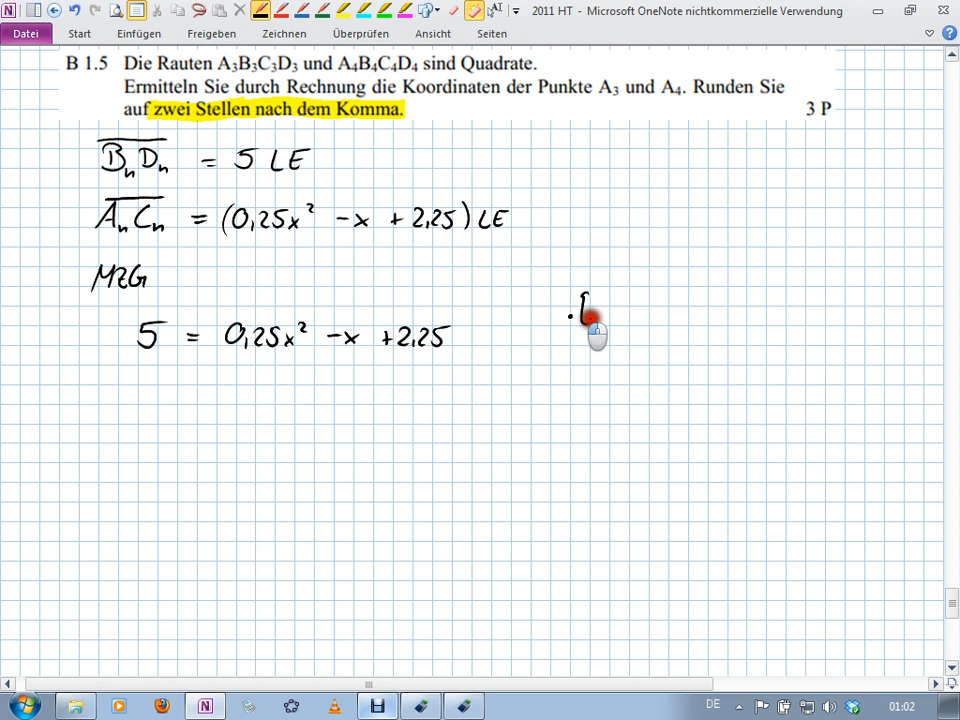 2011 HT - Microsoft OneNote nichtkommerzielle Verwendung
Datei Start Einfügen Freigeben Zeichnen Überprüfen Ansicht Seiten
B 1.5 Die Rauten A₃B₃C₃D₃ und A₄B₄C₄D₄ sind Quadrate.
Ermitteln Sie durch Rechnung die Koordinaten der Punkte A₃ und A₄. Runden Sie
auf zwei Stellen nach dem Komma. 3 P
BₙDₙ = 5 LE
AₙCₙ = (0,25x² - x + 2,25) LE
MZG
5 = 0,25x² - x + 2,25
DE 01:02